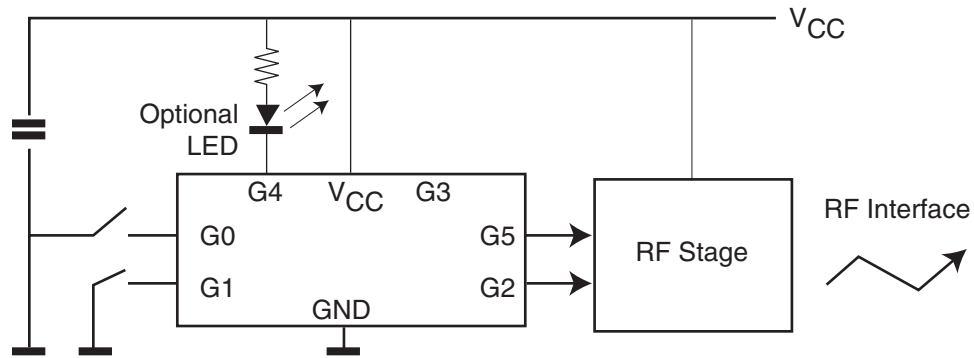 VCC
Optional
LED
G4 VCC G3
RF Interface
G0 G5 RF Stage
G1 G2
GND